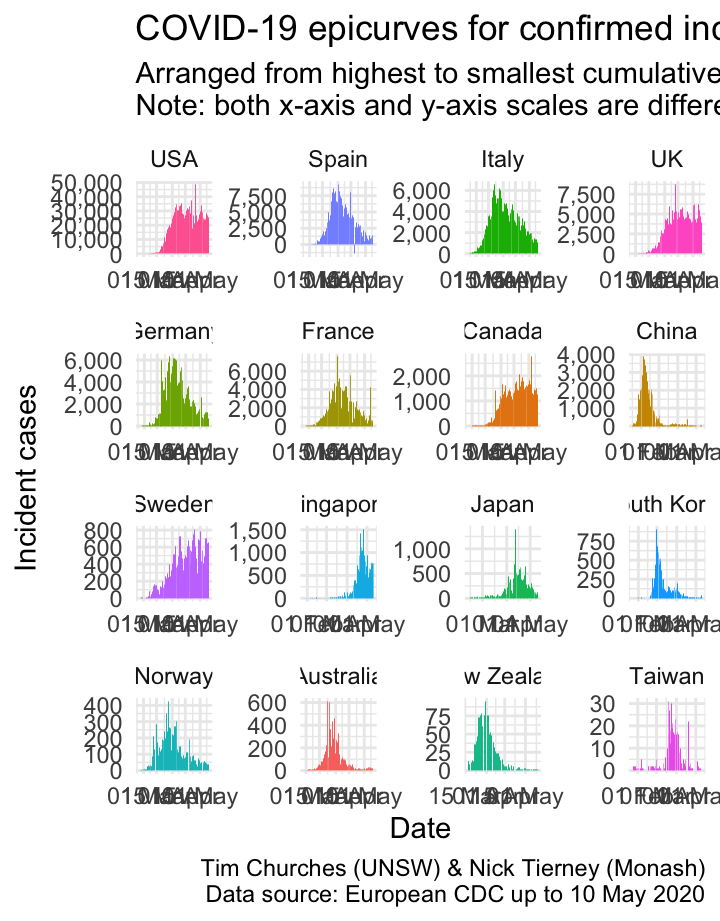 COVID-19 epicurves for confirmed
Arranged from highest to smallest cumulative
Note: both x-axis and y-axis scales are
USA Spain Italy UK
50,000 7,500 6,000 7,500
40,000 5,000 4,000 5,000
30,000 2,500 2,000 2,500
20,000 0 0 0
10,000
0
Germany France Canada China
6,000 6,000 2,000 4,000
4,000 4,000 1,000 3,000
2,000 2,000 0 2,000
0 0 1,000
0
Sweden ingapor Japan outh Kor
800 1,500 1,000 750
600 1,000 500 500
400 500 0 250
200 0 0
0
Norway Australia w Zeala Taiwan
400 600 75 30
300 400 50 20
200 200 25 10
100 0 0 0
0
Incident cases
Date
Tim Churches (UNSW) & Nick Tierney (Monash)
Data source: European CDC up to 10 May 2020